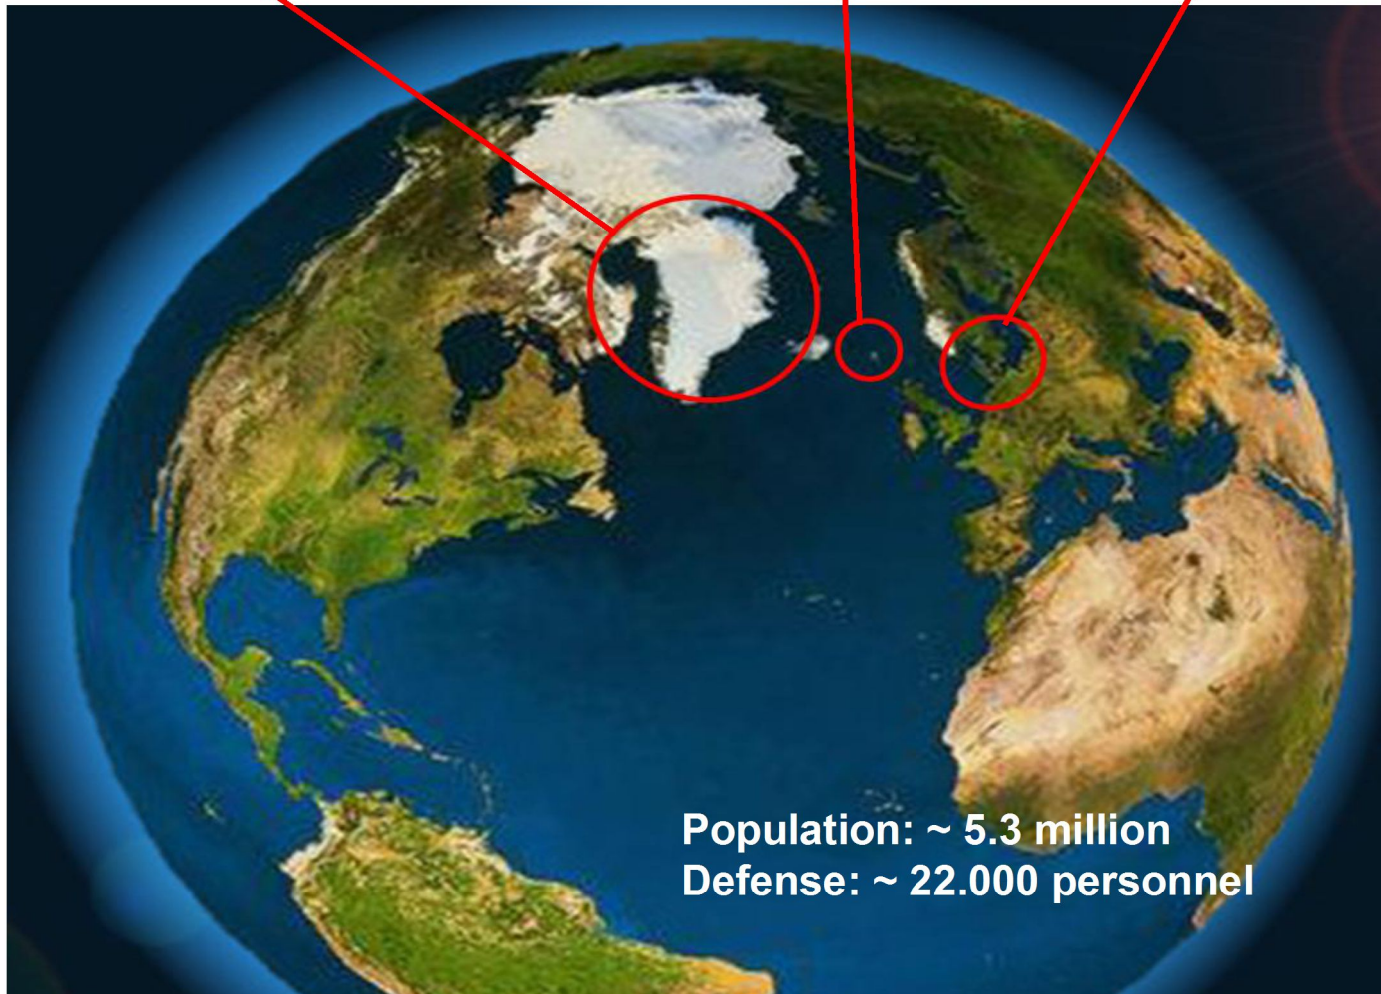 Population: ~ 5.3 million
Defense: ~ 22.000 personnel